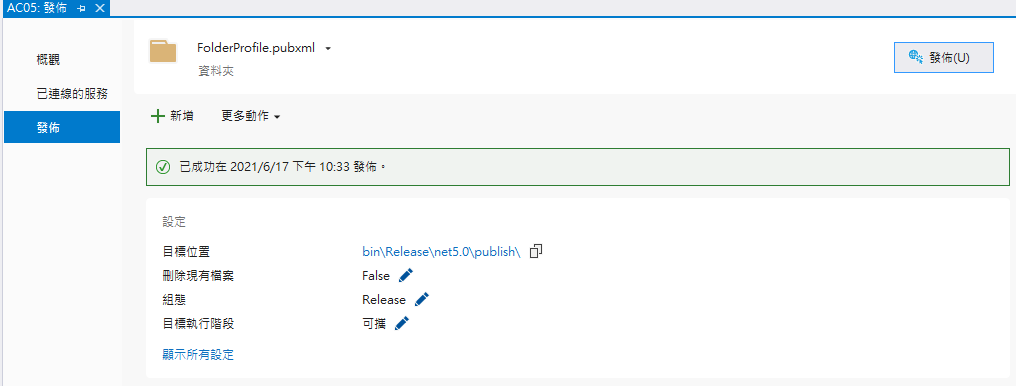 AC05: 發佈
概觀
已連線的服務
發佈
FolderProfile.pubxml
資料夾
發佈(U)
新增
更多動作
已成功在 2021/6/17 下午 10:33 發佈。
設定
目標位置 bin\Release\net5.0\publish\
刪除現有檔案 False
組態 Release
目標執行階段 可攜
顯示所有設定